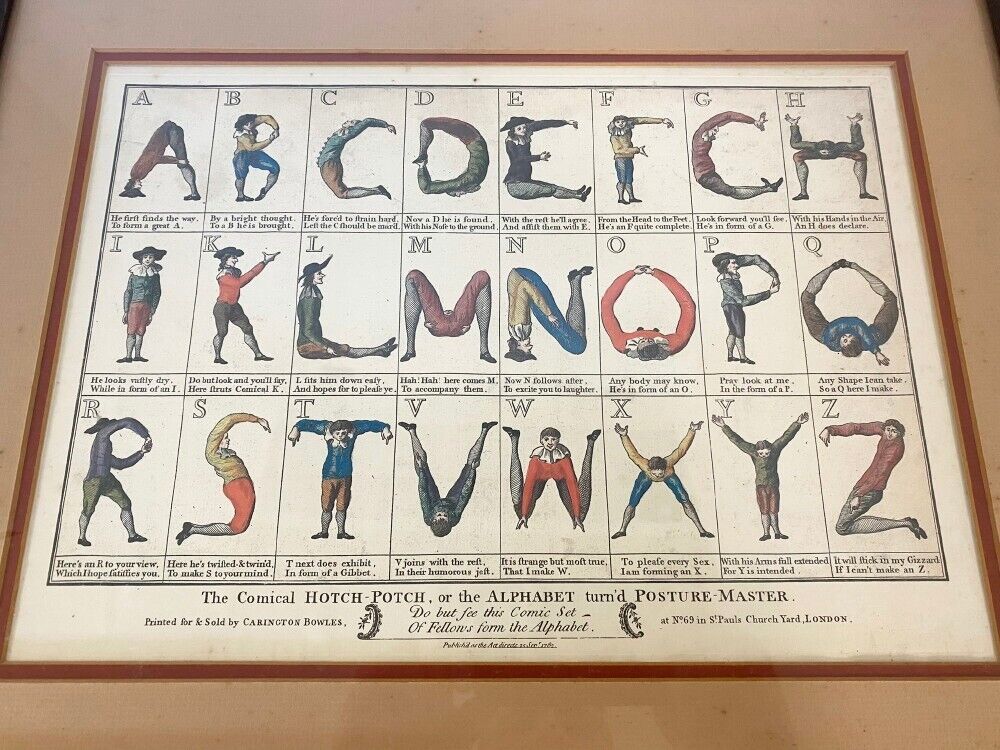 A B C D E F G H
He firſt finds the way.
To form a great A.
By a bright thought.
To a B he is brought.
He's forc'd to ſtrain hard.
Leſt the C ſhould be mar'd.
Now a D he is found.
With his Noſe to the ground.
With the reſt he'll agree.
And aſſiſt them with E.
From the Head to the Feet.
He's an F quite complete.
Look forward you'll ſee.
He's in form of a G.
With his Hands in the Air,
An H does declare.
I K L M N O P Q
He looks vaſtly dry.
While in form of an I.
Do but look and you'll ſay,
Here ſtruts Comical K.
L ſits him down eaſy,
And hopes for to pleaſe ye.
Hah! Hah! here comes M.
To accompany them.
Now N follows after.
To excite you to laughter.
Any body may know,
He's in form of an O.
Pray look at me,
In the form of a P.
Any Shape I can take.
So a Q here I make.
R S T V W X Y Z
Here's an R to your view,
Which I hope ſatiſfies you.
Here he's twiſted & twin'd,
To make S to your mind.
T next does exhibit,
In form of a Gibbet.
V joins with the reſt,
In their humorous jeſt.
It is ſtrange but moſt true,
That I make W.
To pleaſe every Sex,
I am forming an X.
With his Arms full extended
For Y is intended.
It will ſtick in my Gizzard
If I can't make an Z.
The Comical HOTCH-POTCH, or the ALPHABET turn'd POSTURE-MASTER.
Do but ſee this Comic Set
Of Fellows form the Alphabet.
Printed for & Sold by CARINGTON BOWLES,
at No. 69 in St. Pauls Church Yard, LONDON.
Publiſh'd as the Act directs 25 Sepr. 1782.